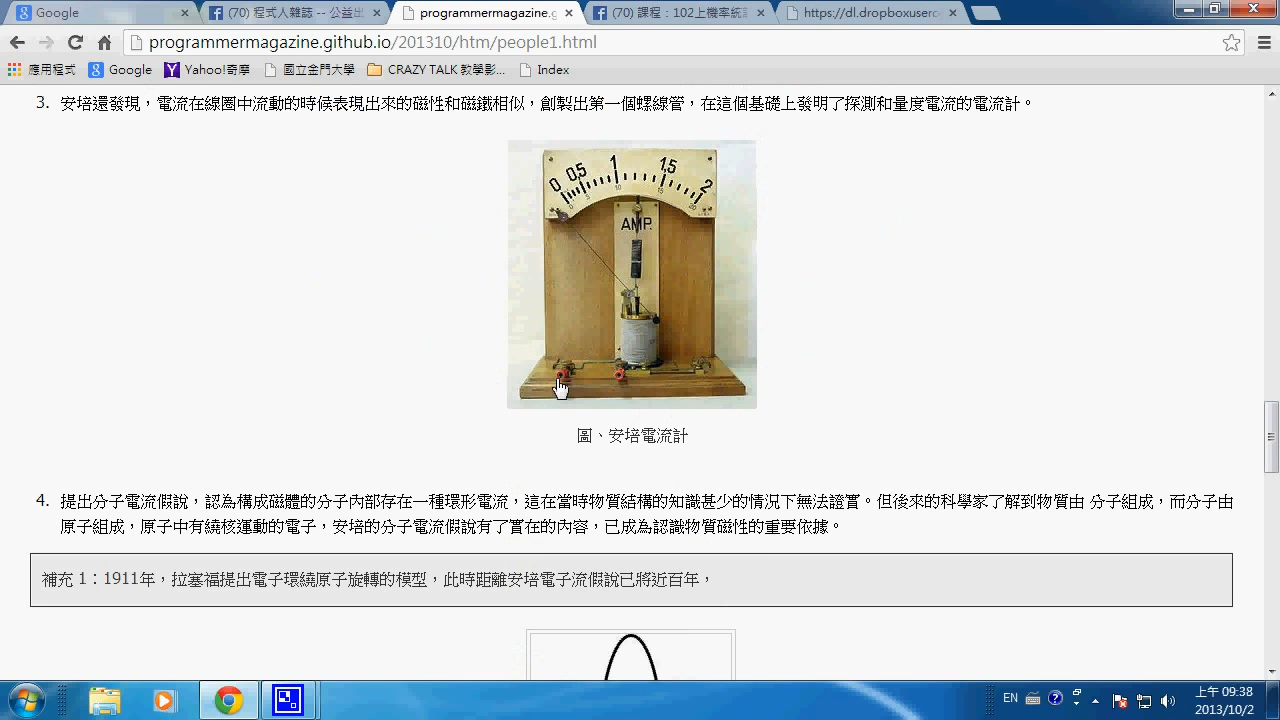 Google
(70) 程式人雜誌 -- 公益出
programmermagazine.g
(70) 課程：102上機率統計
https://dl.dropboxusero
programmermagazine.github.io/201310/htm/people1.html
應用程式
Google
Yahoo!奇摩
國立金門大學
CRAZY TALK 教學影...
Index
3. 安培還發現，電流在線圈中流動的時候表現出來的磁性和磁鐵相似，創製出第一個螺線管，在這個基礎上發明了探測和量度電流的電流計。
0 0,5 1 1,5 2
0 5 10 15 20
AMP.
圖、安培電流計
4. 提出分子電流假說，認為構成磁體的分子內部存在一種環形電流，這在當時物質結構的知識甚少的情況下無法證實。但後來的科學家了解到物質由 分子組成，而分子由
原子組成，原子中有繞核運動的電子，安培的分子電流假說有了實在的內容，已成為認識物質磁性的重要依據。
補充 1：1911年，拉塞福提出電子環繞原子旋轉的模型，此時距離安培電子流假說已將近百年，
EN
上午 09:38
2013/10/2